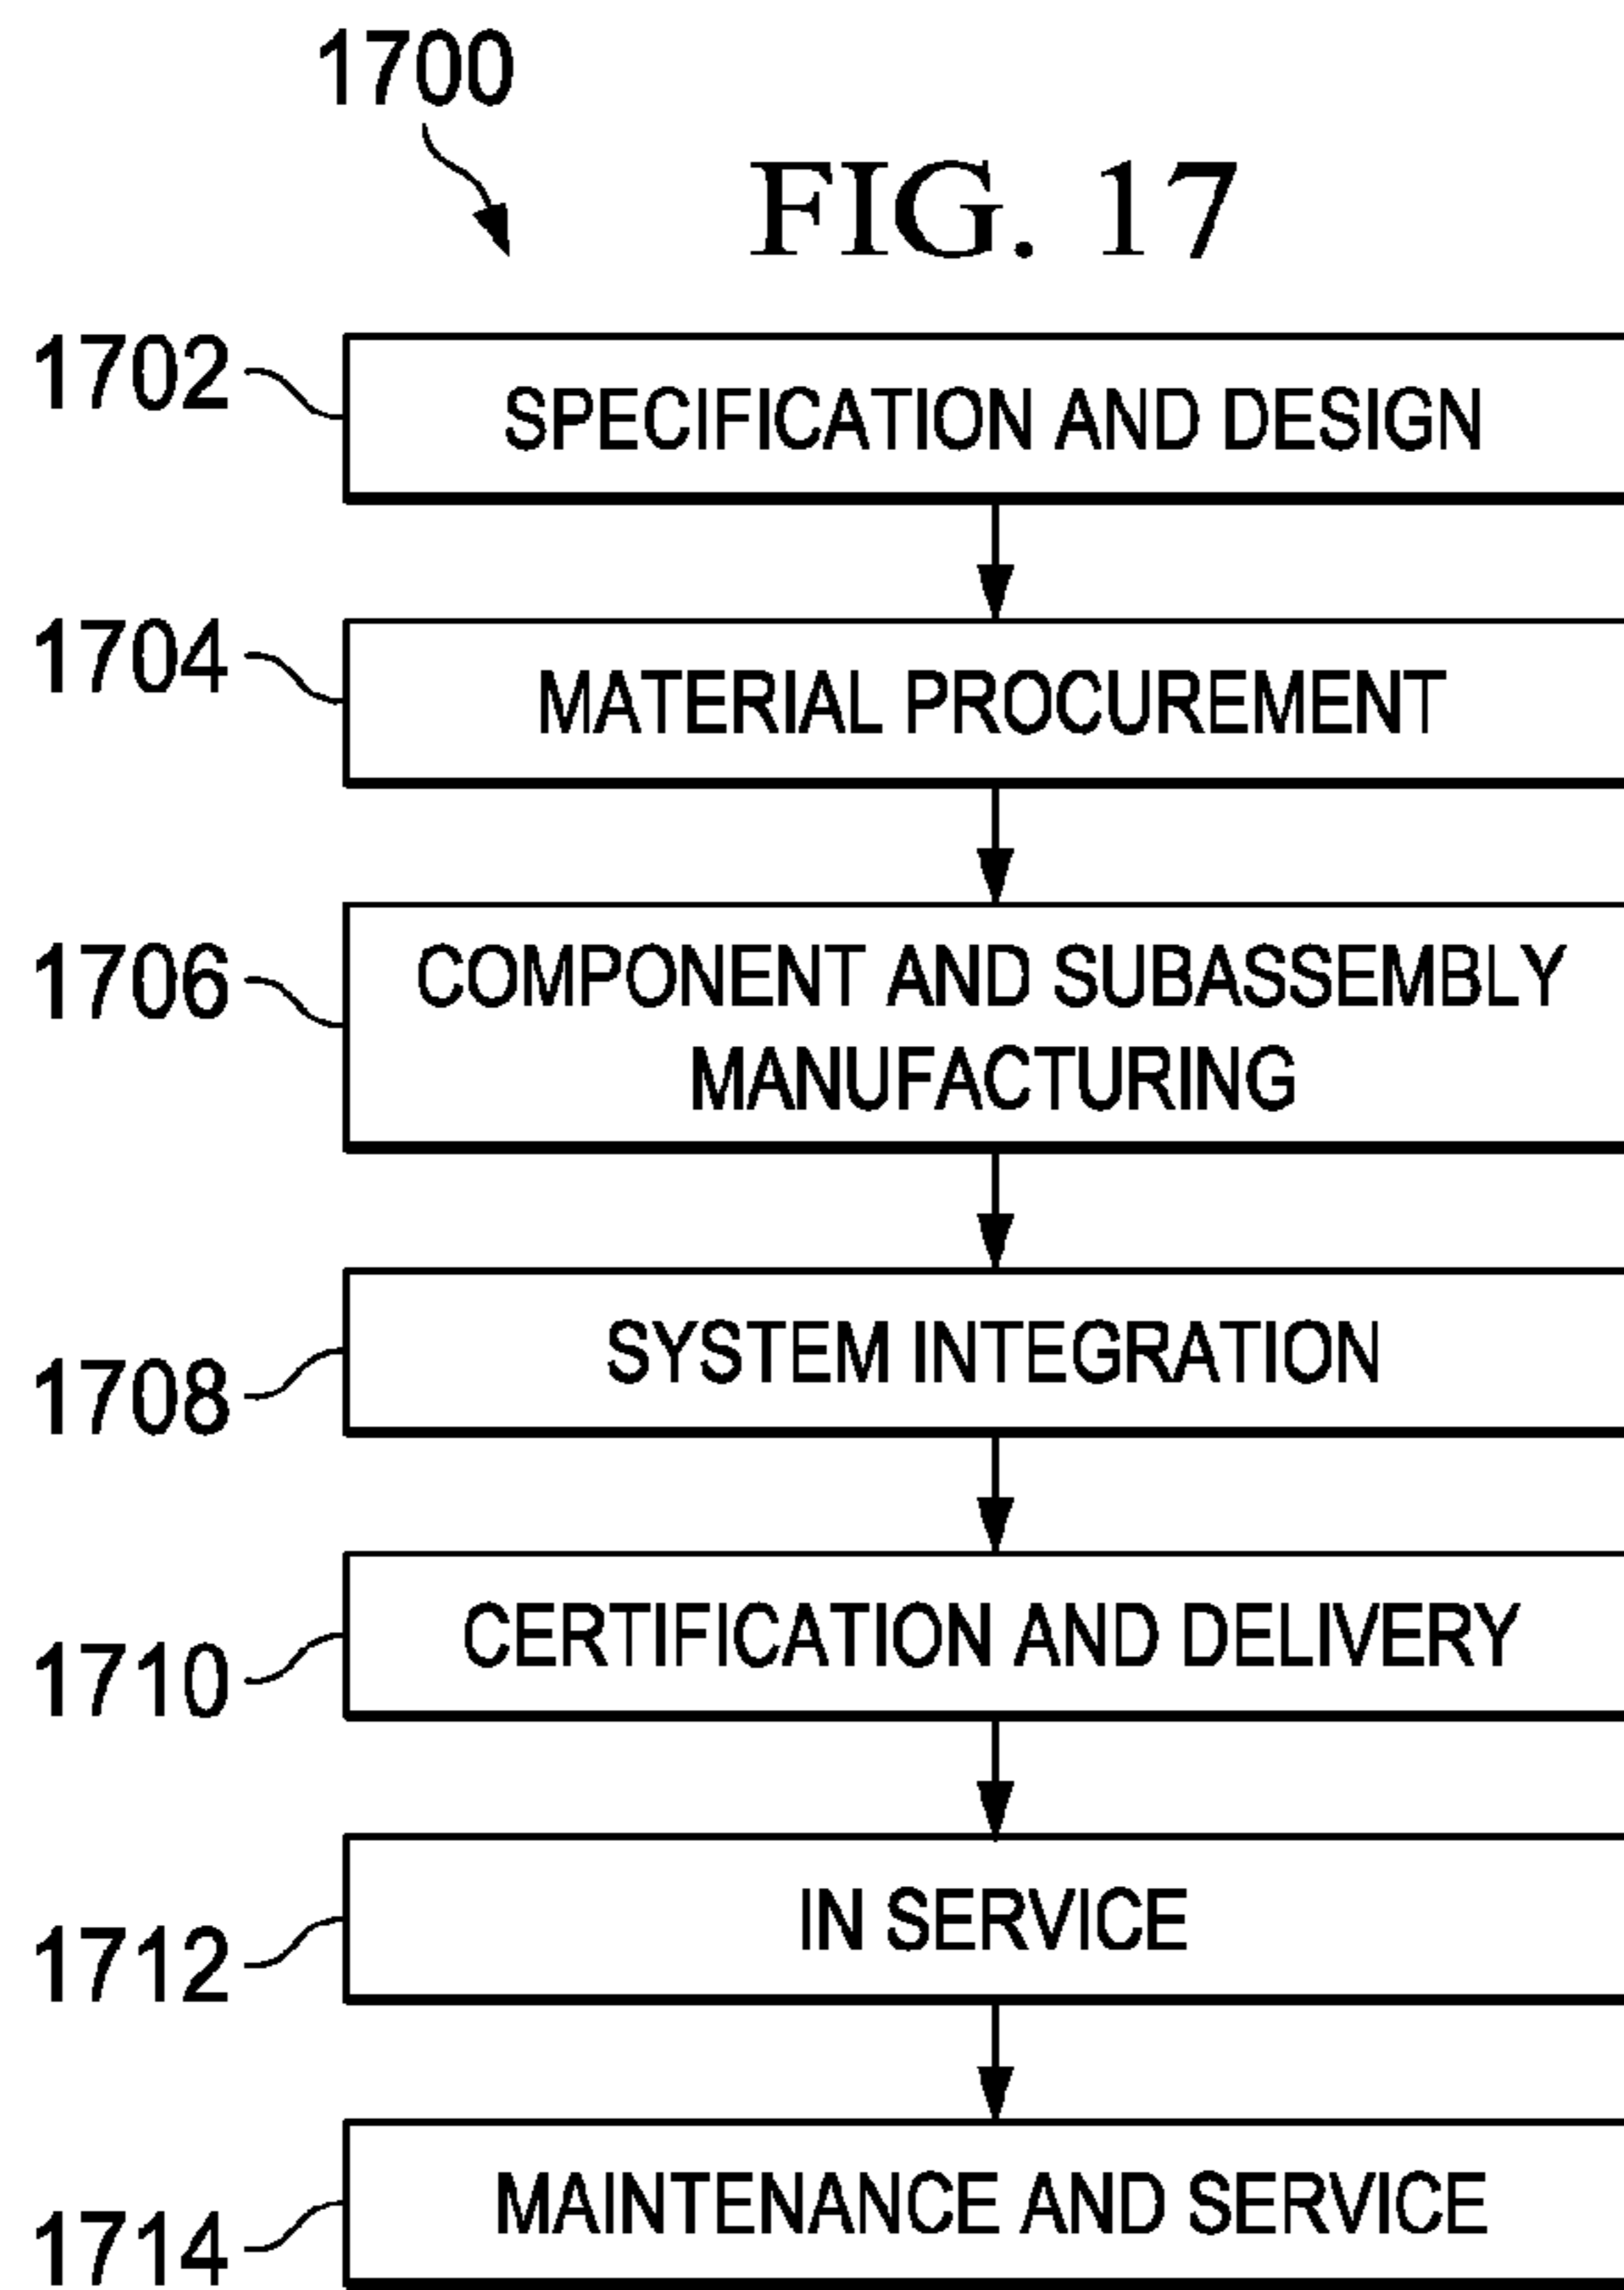 1700
FIG. 17
1702
SPECIFICATION AND DESIGN
1704
MATERIAL PROCUREMENT
1706
COMPONENT AND SUBASSEMBLY
MANUFACTURING
1708
SYSTEM INTEGRATION
1710
CERTIFICATION AND DELIVERY
1712
IN SERVICE
1714
MAINTENANCE AND SERVICE